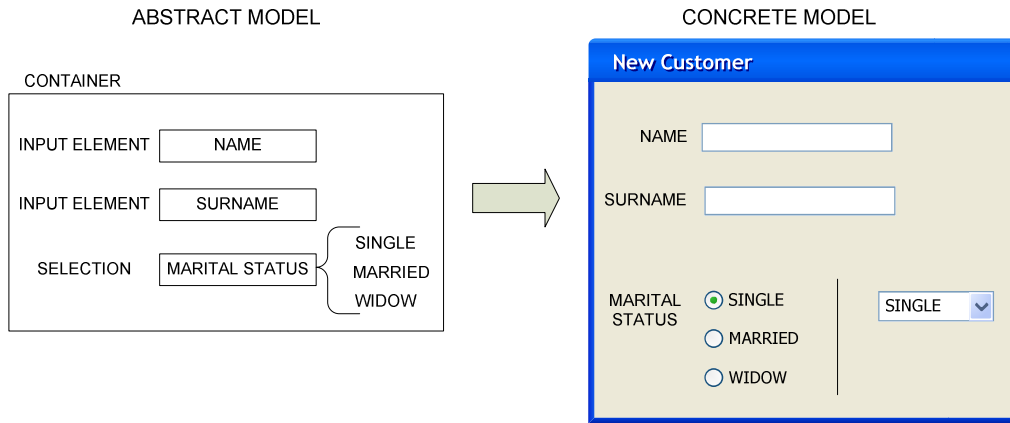 ABSTRACT MODEL
CONTAINER
INPUT ELEMENT NAME
INPUT ELEMENT SURNAME
SELECTION MARITAL STATUS
SINGLE
MARRIED
WIDOW
CONCRETE MODEL
New Customer
NAME
SURNAME
MARITAL
STATUS
SINGLE
MARRIED
WIDOW
SINGLE